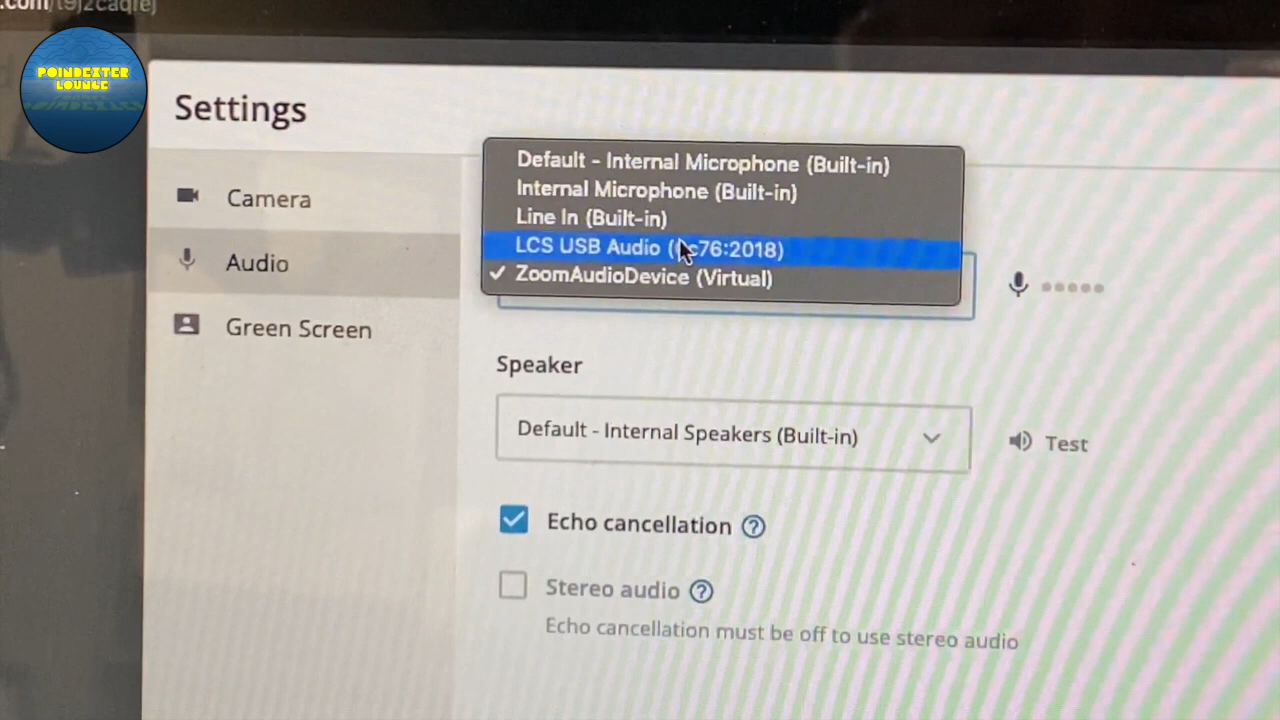 POINDEXTER
LOUNGE
Settings
Camera
Audio
Green Screen
Default - Internal Microphone (Built-in)
Internal Microphone (Built-in)
Line In (Built-in)
LCS USB Audio
ZoomAudioDevice (Virtual)
Speaker
Default - Internal Speakers (Built-in)
Test
Echo cancellation
Stereo audio
Echo cancellation must be off to use stereo audio